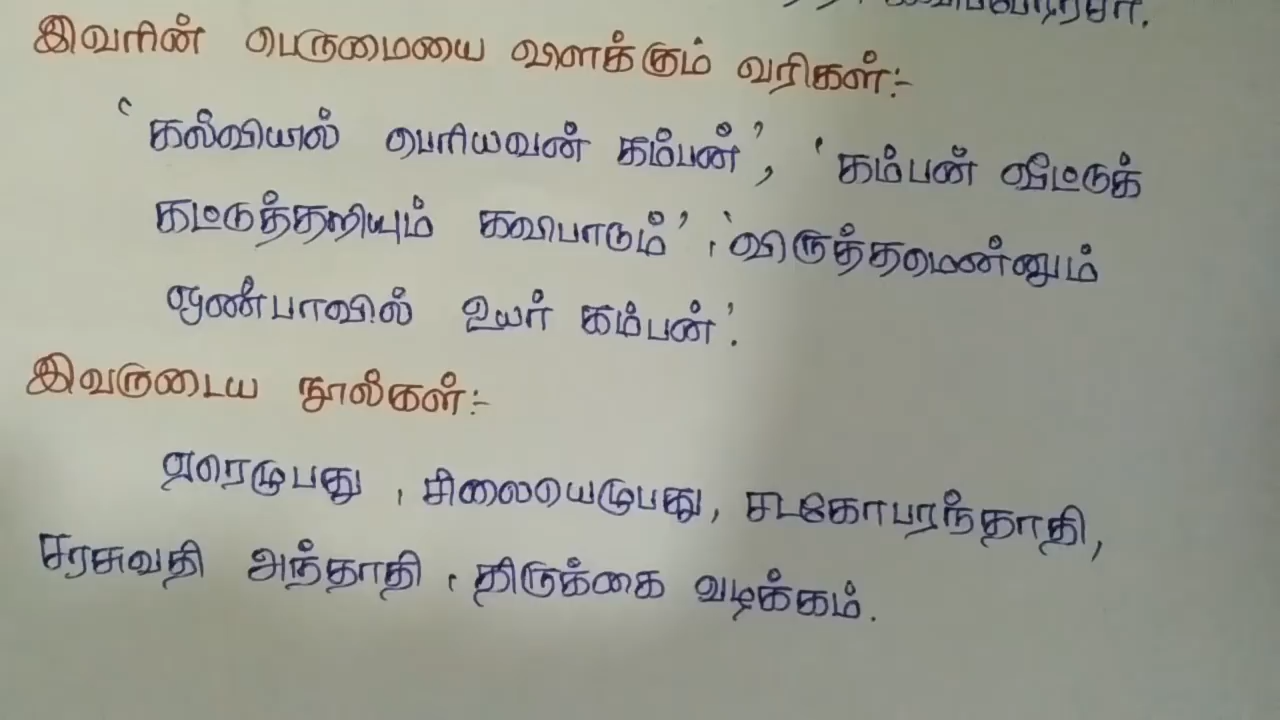 இவரின் பெருமையை விளக்கும் வரிகள்:-
'கல்வியில் பெரியவன் கம்பன்', 'கம்பன் வீட்டுக்
கட்டுத்தறியும் கவிபாடும்', 'விருத்தமென்னும்
ஒண்பாவில் உயர் கம்பன்'.
இவருடைய நூல்கள்:-
ஏரெழுபது, சிலையெழுபது, சடகோபரந்தாதி,
சரசுவதி அந்தாதி, திருக்கை வழக்கம்.